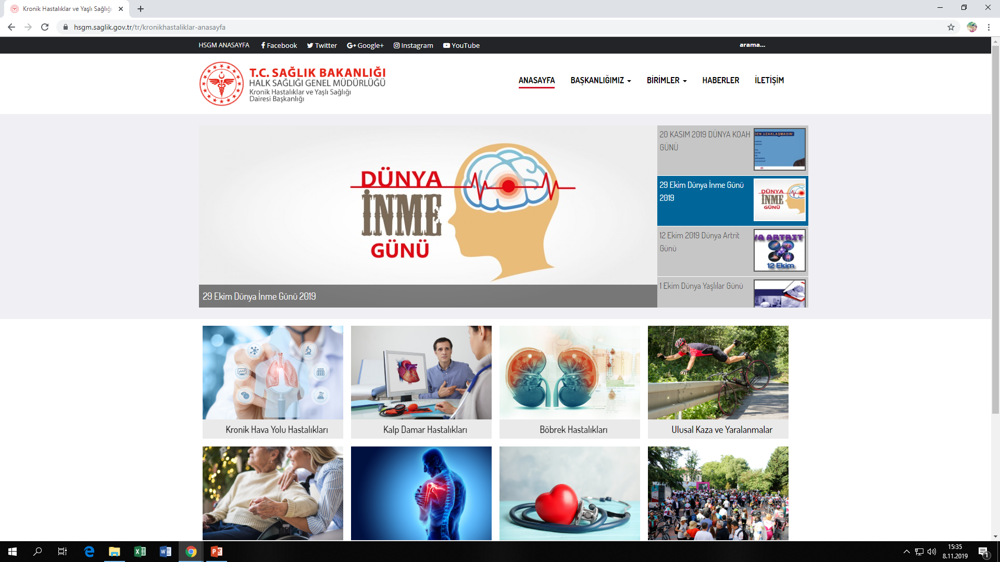 Kronik Hastalıklar ve Yaşlı Sağlığı
hsgm.saglik.gov.tr/tr/kronikhastaliklar-anasayfa
HSGM ANASAYFA Facebook Twitter Google+ Instagram YouTube arama...
T.C. SAĞLIK BAKANLIĞI
HALK SAĞLIĞI GENEL MÜDÜRLÜĞÜ
Kronik Hastalıklar ve Yaşlı Sağlığı
Dairesi Başkanlığı
ANASAYFA BAŞKANLIĞIMIZ BİRİMLER HABERLER İLETİŞİM
DÜNYA
İNME
GÜNÜ
29 Ekim Dünya İnme Günü 2019
20 KASIM 2019 DÜNYA KOAH
GÜNÜ
DEN UZAKLAŞMASIN!
29 Ekim Dünya İnme Günü
2019
DÜNYA
İNME
GÜNÜ
12 Ekim 2019 Dünya Artrit
Günü
YA ARTRIT
12 Ekim
1 Ekim Dünya Yaşlılar Günü
Kronik Hava Yolu Hastalıkları
Kalp Damar Hastalıkları
Böbrek Hastalıkları
Ulusal Kaza ve Yaralanmalar
15:35
8.11.2019
1